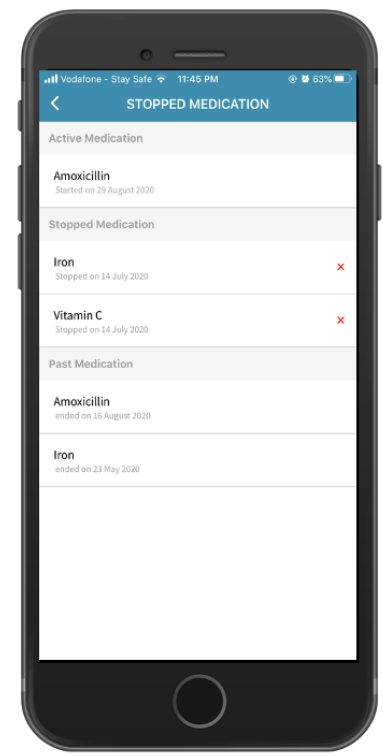 Vodafone - Stay Safe 11:45 PM 63%
STOPPED MEDICATION
Active Medication
Amoxicillin
Started on 29 August 2020
Stopped Medication
Iron
Stopped on 14 July 2020
Vitamin C
Stopped on 14 July 2020
Past Medication
Amoxicillin
ended on 16 August 2020
Iron
ended on 23 May 2020